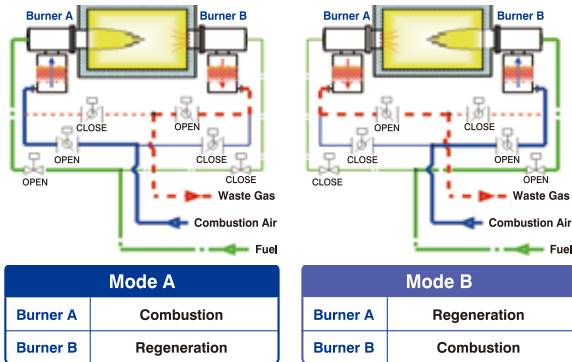 Burner A Burner B
CLOSE OPEN
OPEN CLOSE
OPEN CLOSE
Waste Gas
Combustion Air
Fuel
Mode A
Burner A Combustion
Burner B Regeneration
Burner A Burner B
OPEN CLOSE
CLOSE OPEN
CLOSE OPEN
Waste Gas
Combustion Air
Fuel
Mode B
Burner A Regeneration
Burner B Combustion